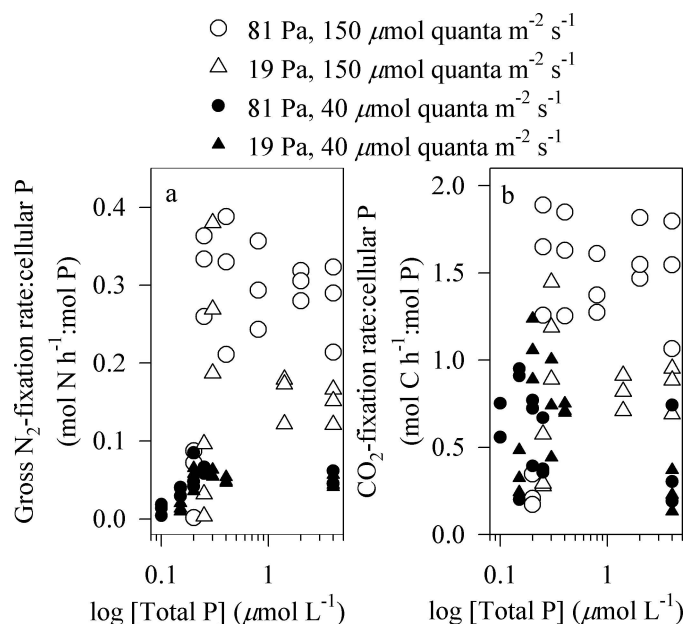 81 Pa, 150 μmol quanta m⁻² s⁻¹
19 Pa, 150 μmol quanta m⁻² s⁻¹
81 Pa, 40 μmol quanta m⁻² s⁻¹
19 Pa, 40 μmol quanta m⁻² s⁻¹
Gross N₂-fixation rate:cellular P
(mol N h⁻¹:mol P)
a
0.4
0.3
0.2
0.1
0.0
0.1
1
log [Total P] (μmol L⁻¹)
CO₂-fixation rate:cellular P
(mol C h⁻¹:mol P)
b
2.0
1.5
1.0
0.5
0.0
0.1
1
log [Total P] (μmol L⁻¹)